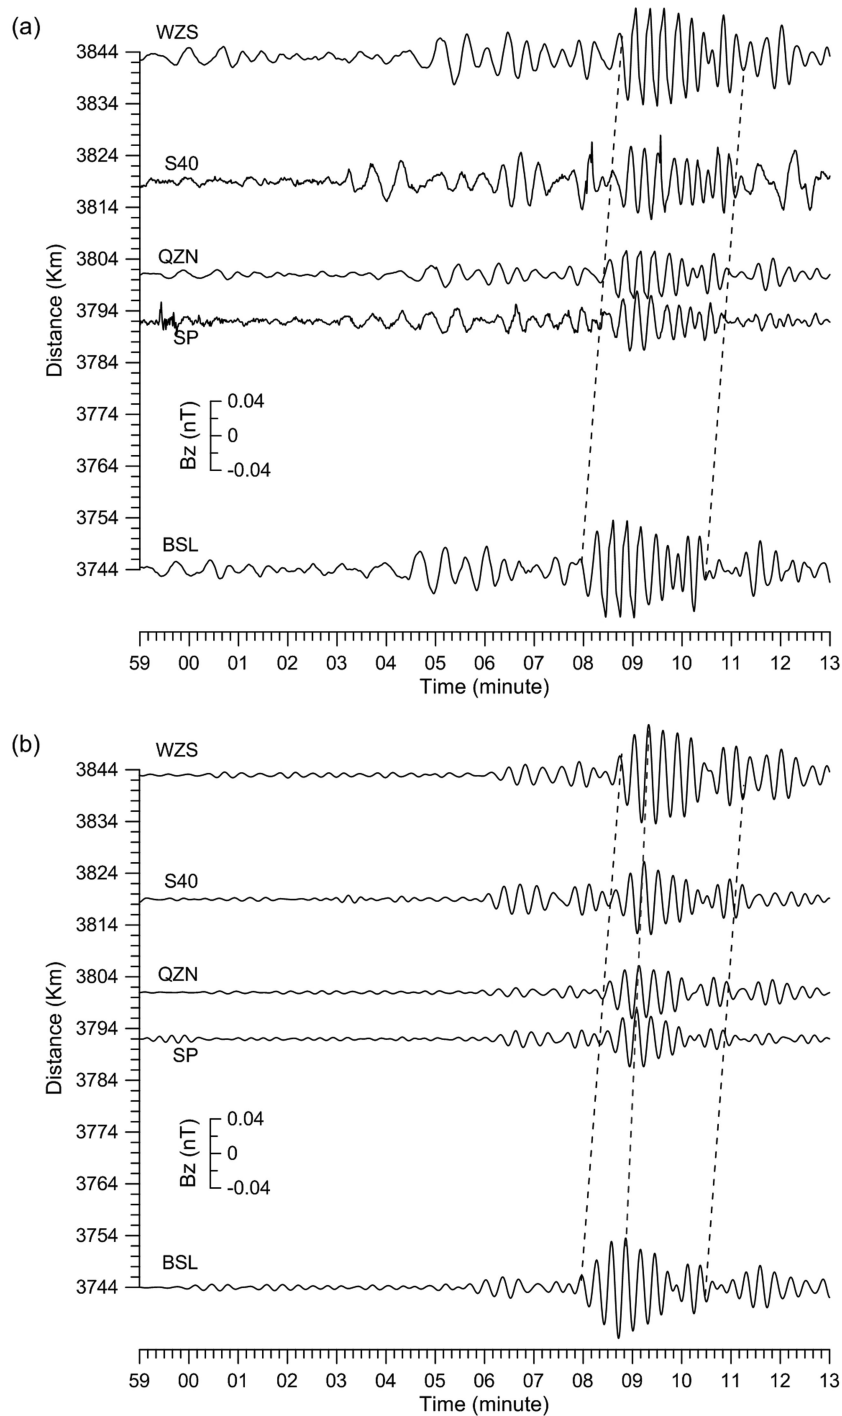 (a)
WZS
3844
3834
3824
S40
3814
3804
QZN
3794
SP
3784
3774
3764
3754
BSL
3744
Distance (Km)
Bz (nT)
0.04
0
-0.04
59 00 01 02 03 04 05 06 07 08 09 10 11 12 13
Time (minute)
(b)
WZS
3844
3834
3824
S40
3814
3804
QZN
3794
SP
3784
3774
3764
3754
BSL
3744
Distance (Km)
Bz (nT)
0.04
0
-0.04
59 00 01 02 03 04 05 06 07 08 09 10 11 12 13
Time (minute)